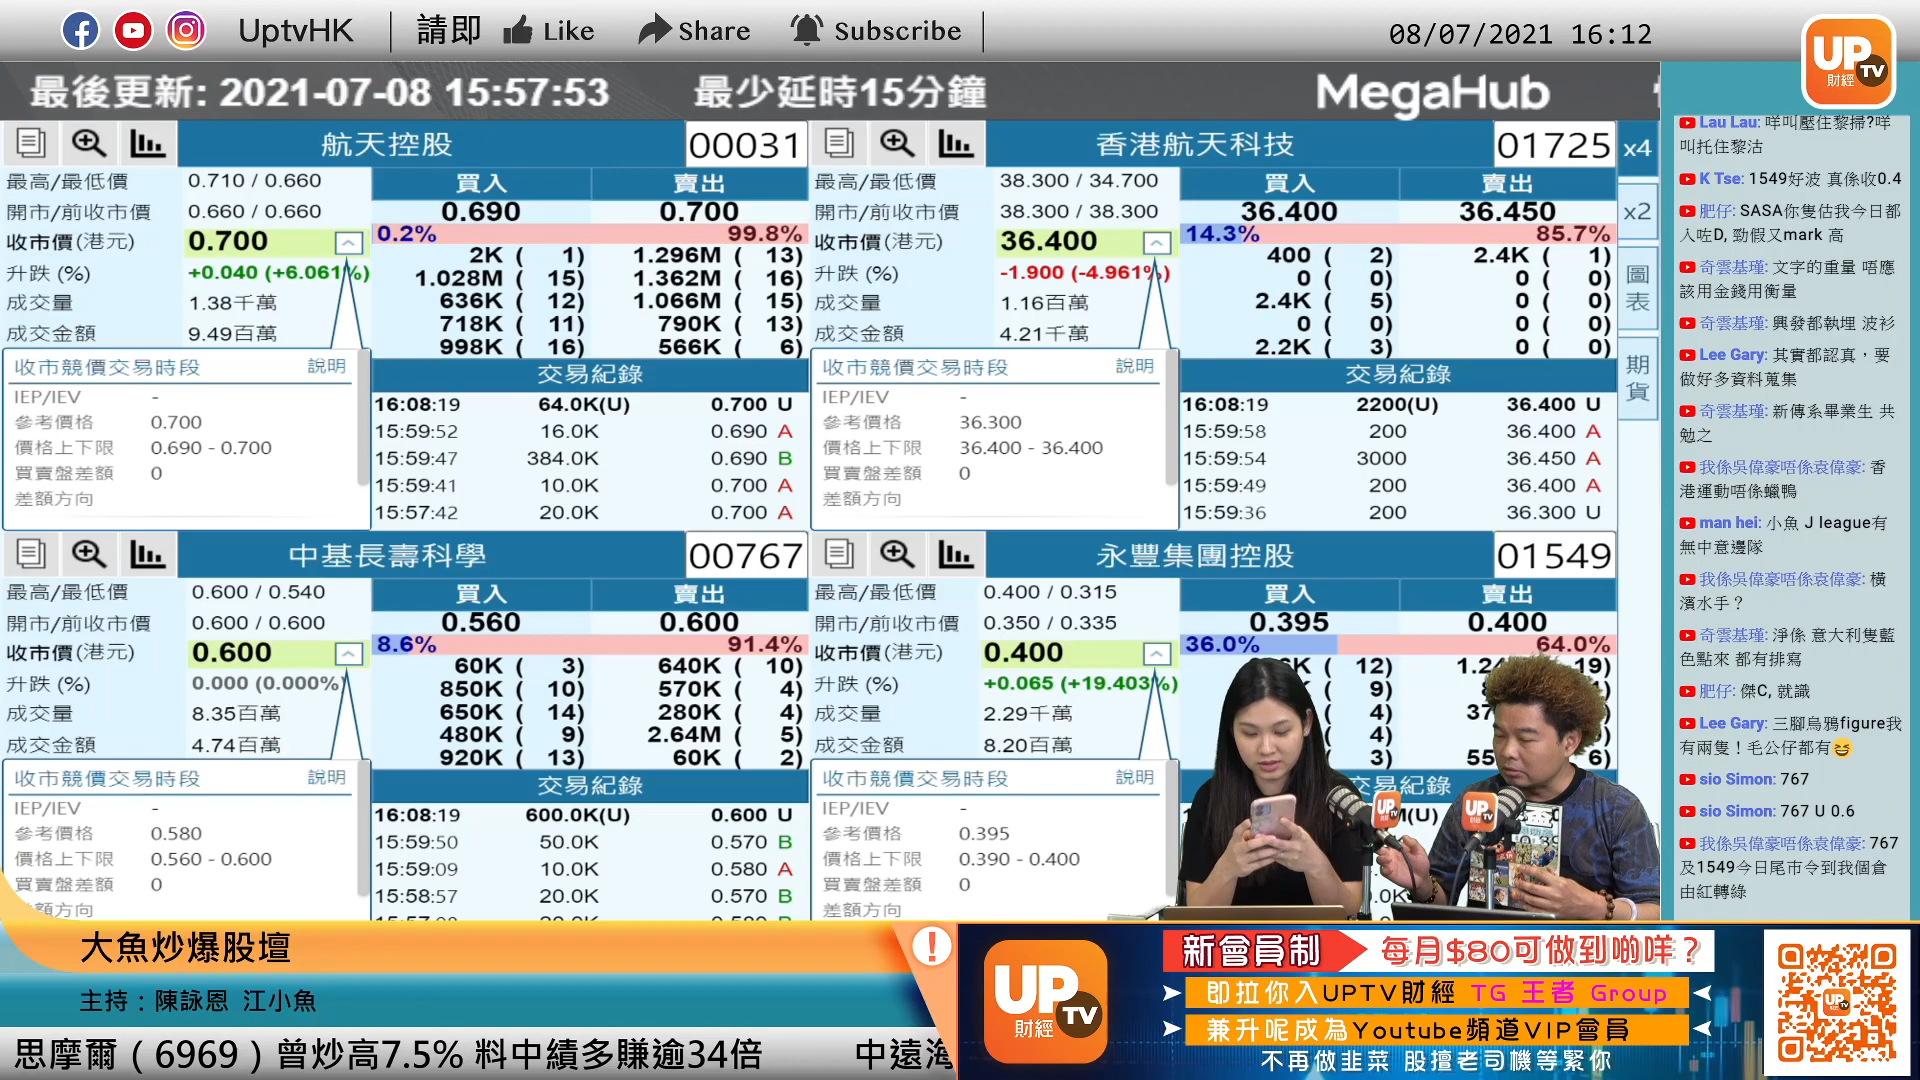 UptvHK 請即 Like Share Subscribe 08/07/2021 16:12
UP TV 財經
最後更新: 2021-07-08 15:57:53 最少延時15分鐘 MegaHub
航天控股 00031
最高/最低價 0.710 / 0.660
開市/前收市價 0.660 / 0.660
收市價(港元) 0.700
升跌 (%) +0.040 (+6.061%)
成交量 1.38千萬
成交金額 9.49百萬
買入 賣出
0.690 0.700
0.2% 99.8%
2K ( 1) 1.296M ( 13)
1.028M ( 15) 1.362M ( 16)
636K ( 12) 1.066M ( 15)
718K ( 11) 790K ( 13)
998K ( 16) 566K ( 6)
收市競價交易時段 說明
IEP/IEV -
參考價格 0.700
價格上下限 0.690 - 0.700
買賣盤差額 0
差額方向
交易紀錄
16:08:19 64.0K(U) 0.700 U
15:59:52 16.0K 0.690 A
15:59:47 384.0K 0.690 B
15:59:41 10.0K 0.700 A
15:57:42 20.0K 0.700 A
香港航天科技 01725
最高/最低價 38.300 / 34.700
開市/前收市價 38.300 / 38.300
收市價(港元) 36.400
升跌 (%) -1.900 (-4.961%)
成交量 1.16百萬
成交金額 4.21千萬
買入 賣出
36.400 36.450
14.3% 85.7%
400 ( 2) 2.4K ( 1)
0 ( 0) 0 ( 0)
2.4K ( 5) 0 ( 0)
0 ( 0) 0 ( 0)
2.2K ( 3) 0 ( 0)
收市競價交易時段 說明
IEP/IEV -
參考價格 36.300
價格上下限 36.400 - 36.400
買賣盤差額 0
差額方向
交易紀錄
16:08:19 2200(U) 36.400 U
15:59:58 200 36.400 A
15:59:54 3000 36.450 A
15:59:49 200 36.400 A
15:59:36 200 36.300 U
x4
x2
圖表
期貨
中基長壽科學 00767
最高/最低價 0.600 / 0.540
開市/前收市價 0.600 / 0.600
收市價(港元) 0.600
升跌 (%) 0.000 (0.000%)
成交量 8.35百萬
成交金額 4.74百萬
買入 賣出
0.560 0.600
8.6% 91.4%
60K ( 3) 640K ( 10)
850K ( 10) 570K ( 4)
650K ( 14) 280K ( 4)
480K ( 9) 2.64M ( 5)
920K ( 13) 60K ( 2)
收市競價交易時段 說明
IEP/IEV -
參考價格 0.580
價格上下限 0.560 - 0.600
買賣盤差額 0
額方向
交易紀錄
16:08:19 600.0K(U) 0.600 U
15:59:50 50.0K 0.570 B
15:59:09 10.0K 0.580 A
15:58:57 20.0K 0.570 B
永豐集團控股 01549
最高/最低價 0.400 / 0.315
開市/前收市價 0.350 / 0.335
收市價(港元) 0.400
升跌 (%) +0.065 (+19.403%)
成交量 2.29千萬
成交金額 8.20百萬
買入 賣出
0.395 0.400
36.0% 64.0%
收市競價交易時段 說明
IEP/IEV -
參考價格 0.395
價格上下限 0.390 - 0.400
買賣盤差額 0
差額方向
交易紀錄
Lau Lau: 咩叫壓住黎掃?咩
叫托住黎沽
K Tse: 1549好波 真係收0.4
肥仔: SASA你隻估我今日都
入咗D, 勁假又mark 高
奇雲基瑾: 文字的重量 唔應
該用金錢用衡量
奇雲基瑾: 興發都執埋 波衫
Lee Gary: 其實都認真，要
做好多資料蒐集
奇雲基瑾: 新傳系畢業生 共
勉之
我係吳偉豪唔係袁偉豪: 香
港運動唔係蠟鴨
man hei: 小魚 J league有
無中意邊隊
我係吳偉豪唔係袁偉豪: 橫
濱水手？
奇雲基瑾: 淨係 意大利隻藍
色點來 都有排寫
肥仔: 傑C, 就識
Lee Gary: 三腳烏鴉figure我
有兩隻！毛公仔都有😆
sio Simon: 767
sio Simon: 767 U 0.6
我係吳偉豪唔係袁偉豪: 767
及1549今日尾市令到我個倉
由紅轉綠
大魚炒爆股壇
主持：陳詠恩 江小魚
思摩爾（6969）曾炒高7.5% 料中績多賺逾34倍 中遠海
UP TV 財經
新會員制 每月$80可做到啲咩？
即拉你入UPTV財經 TG 王者 Group
兼升呢成為Youtube頻道VIP會員
不再做韭菜 股擅老司機等緊你